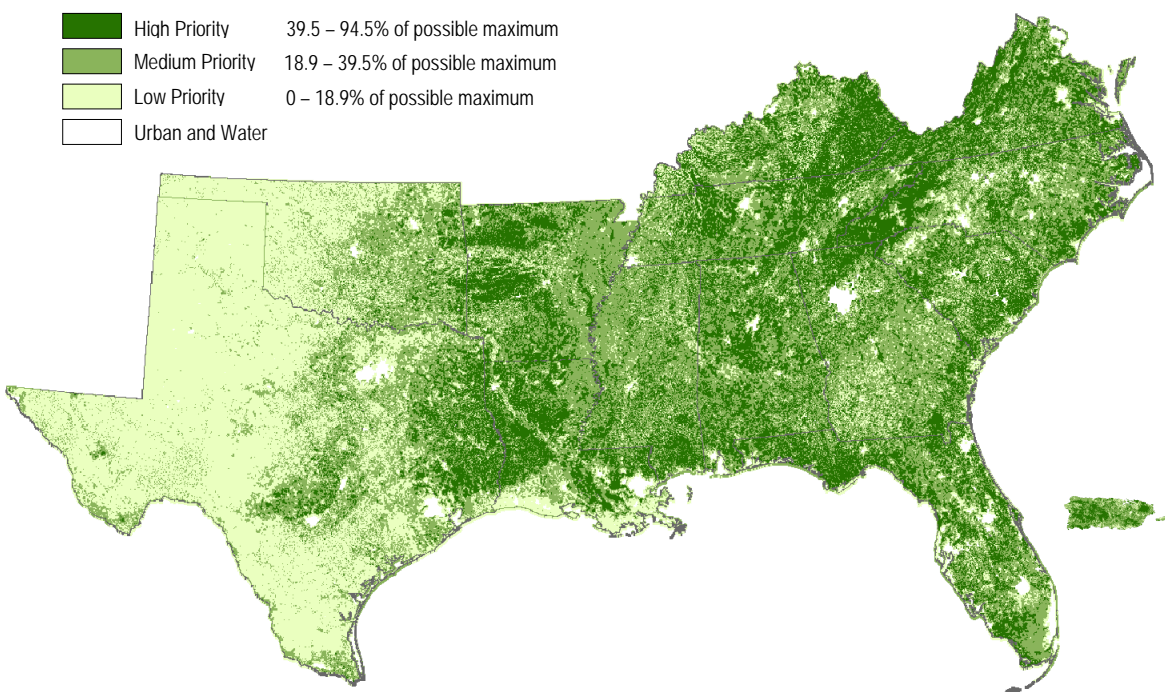 High Priority 39.5 – 94.5% of possible maximum
Medium Priority 18.9 – 39.5% of possible maximum
Low Priority 0 – 18.9% of possible maximum
Urban and Water